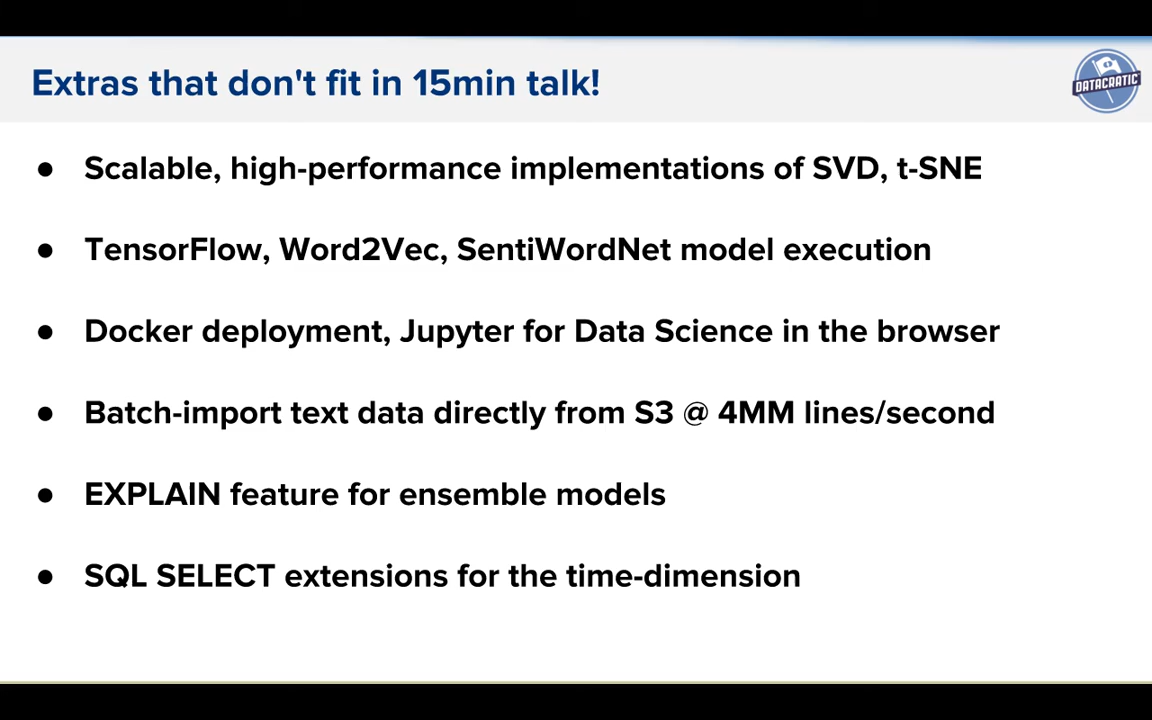 Extras that don't fit in 15min talk!
DATACRATIC
● Scalable, high-performance implementations of SVD, t-SNE
● TensorFlow, Word2Vec, SentiWordNet model execution
● Docker deployment, Jupyter for Data Science in the browser
● Batch-import text data directly from S3 @ 4MM lines/second
● EXPLAIN feature for ensemble models
● SQL SELECT extensions for the time-dimension